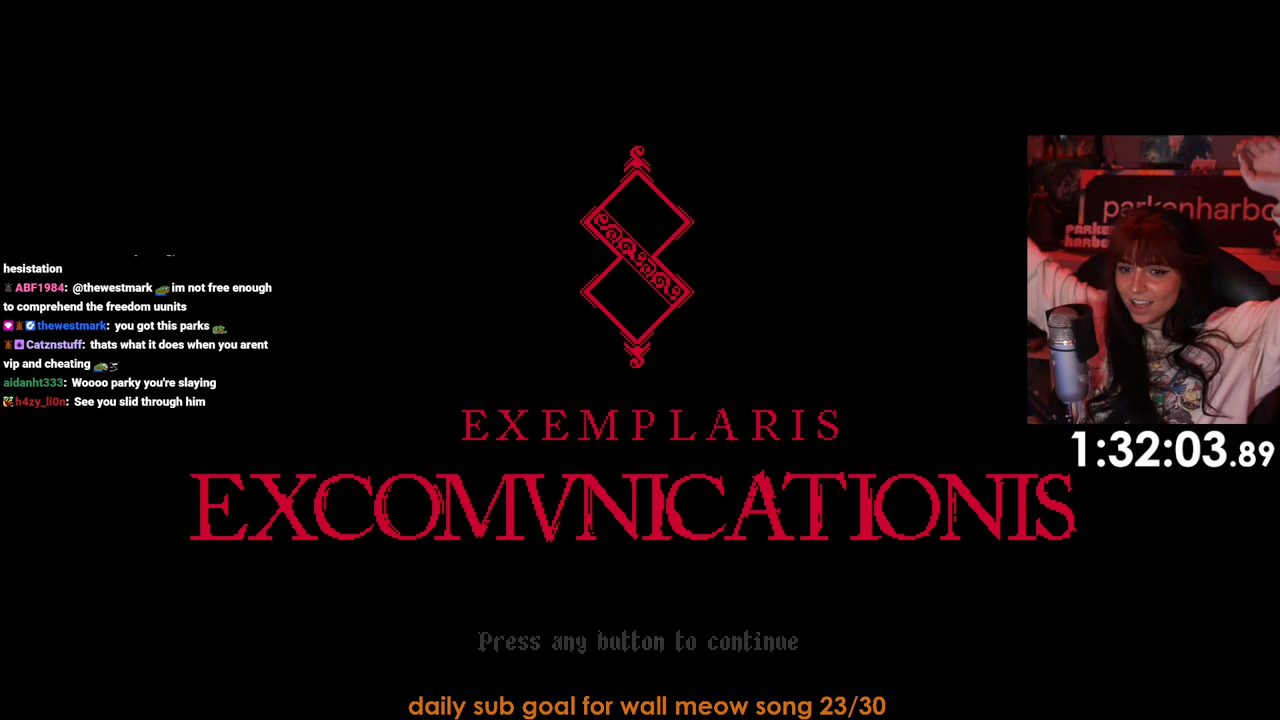 hesistation
ABF1984: @thewestmark im not free enough
to comprehend the freedom uunits
thewestmark: you got this parks
Catznstuff: thats what it does when you arent
vip and cheating
aidanht333: Woooo parky you're slaying
h4zy_li0n: See you slid through him
EXEMPLARIS
EXCOMVNICATIONIS
Press any button to continue
parkenharbo
PARKE
HARBO
1:32:03.89
daily sub goal for wall meow song 23/30